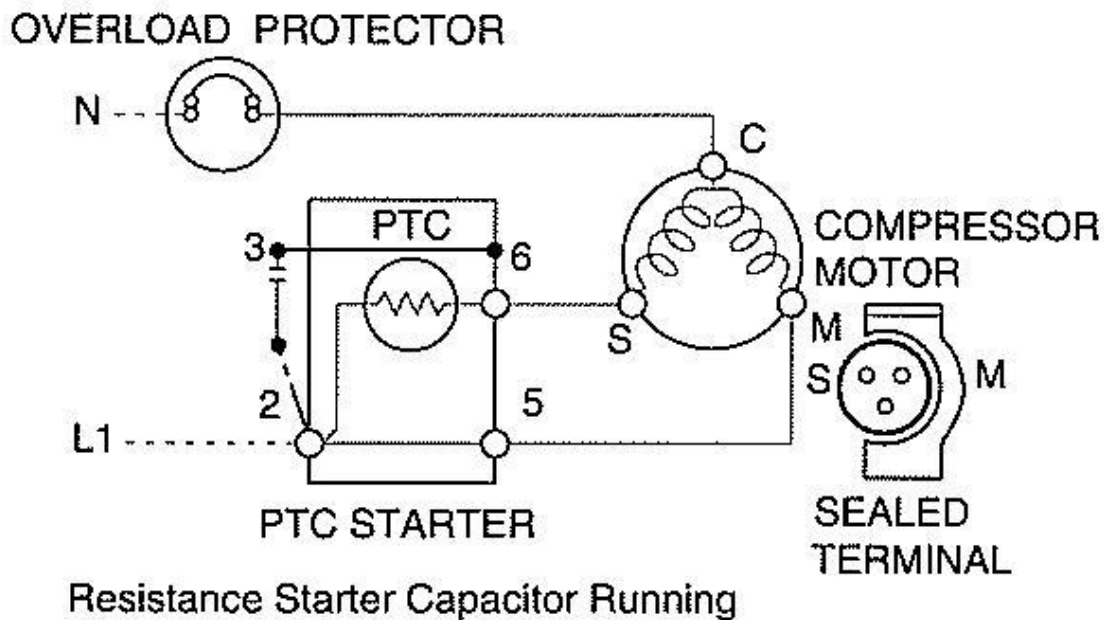 OVERLOAD PROTECTOR
N
C
PTC
3
6
COMPRESSOR
MOTOR
S
M
S
M
2
5
L1
PTC STARTER
SEALED
TERMINAL
Resistance Starter Capacitor Running